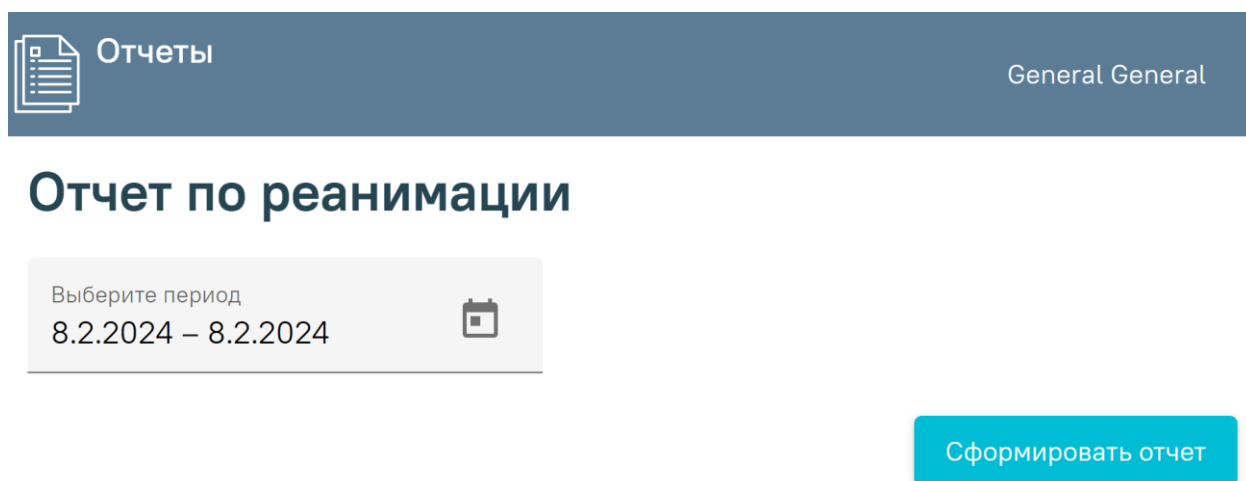 Отчеты
General General
Отчет по реанимации
Выберите период
8.2.2024 – 8.2.2024
Сформировать отчет